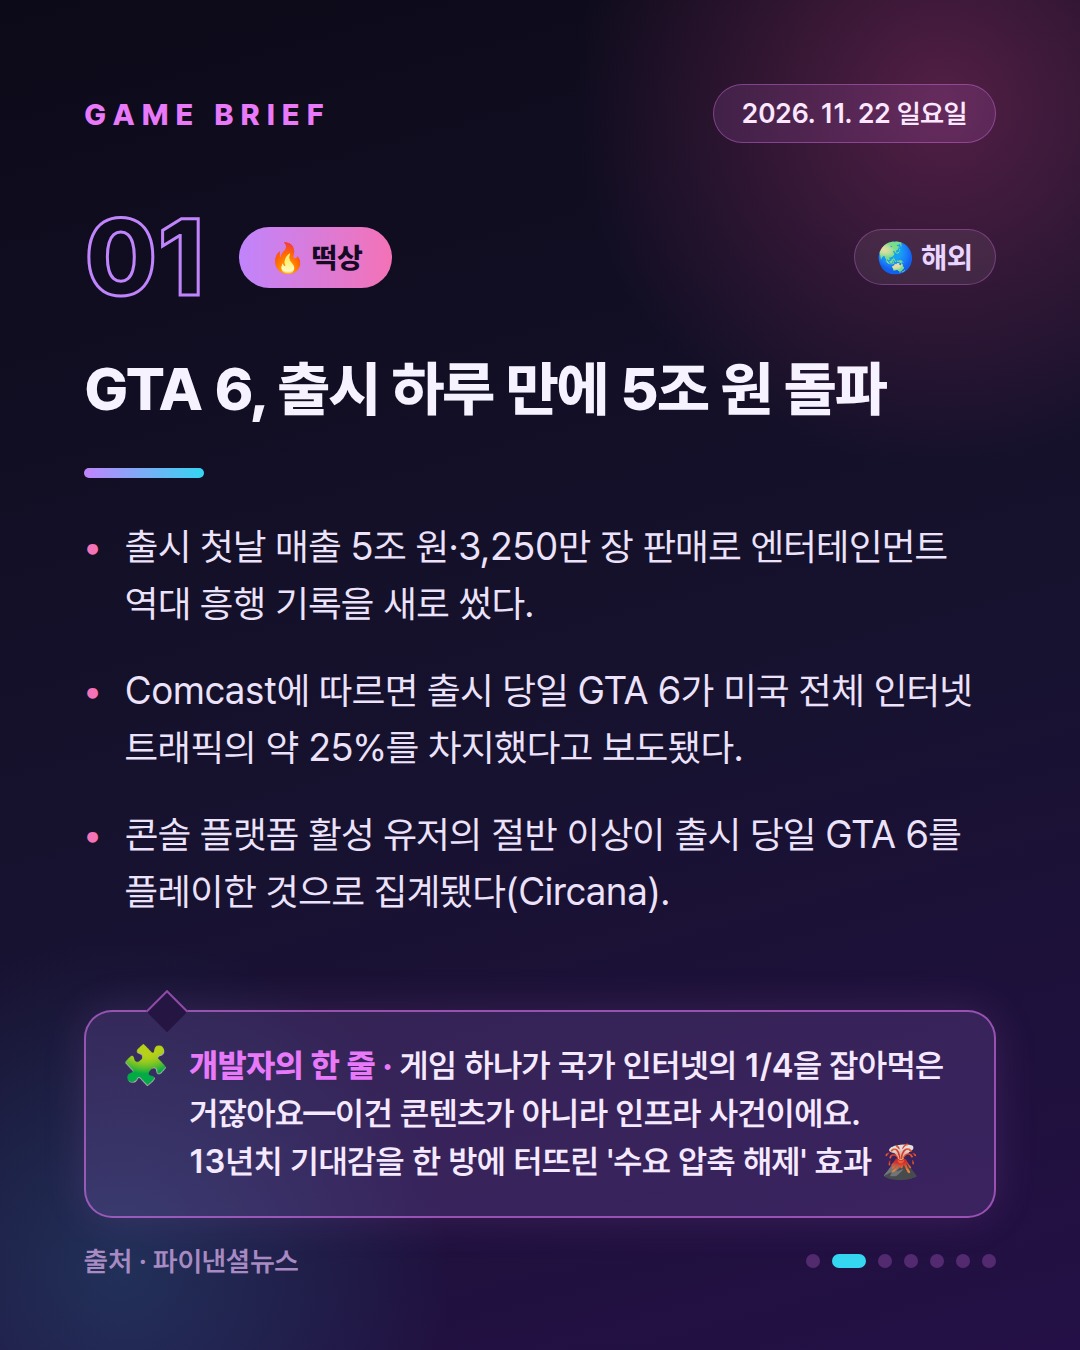 GAME BRIEF
2026. 11. 22 일요일
01
🔥 떡상
🌏 해외
GTA 6, 출시 하루 만에 5조 원 돌파
• 출시 첫날 매출 5조 원·3,250만 장 판매로 엔터테인먼트
역대 흥행 기록을 새로 썼다.
• Comcast에 따르면 출시 당일 GTA 6가 미국 전체 인터넷
트래픽의 약 25%를 차지했다고 보도됐다.
• 콘솔 플랫폼 활성 유저의 절반 이상이 출시 당일 GTA 6를
플레이한 것으로 집계됐다(Circana).
🧩 개발자의 한 줄 · 게임 하나가 국가 인터넷의 1/4을 잡아먹은
거잖아요—이건 콘텐츠가 아니라 인프라 사건이에요.
13년치 기대감을 한 방에 터뜨린 '수요 압축 해제' 효과 🌋
출처 · 파이낸셜뉴스